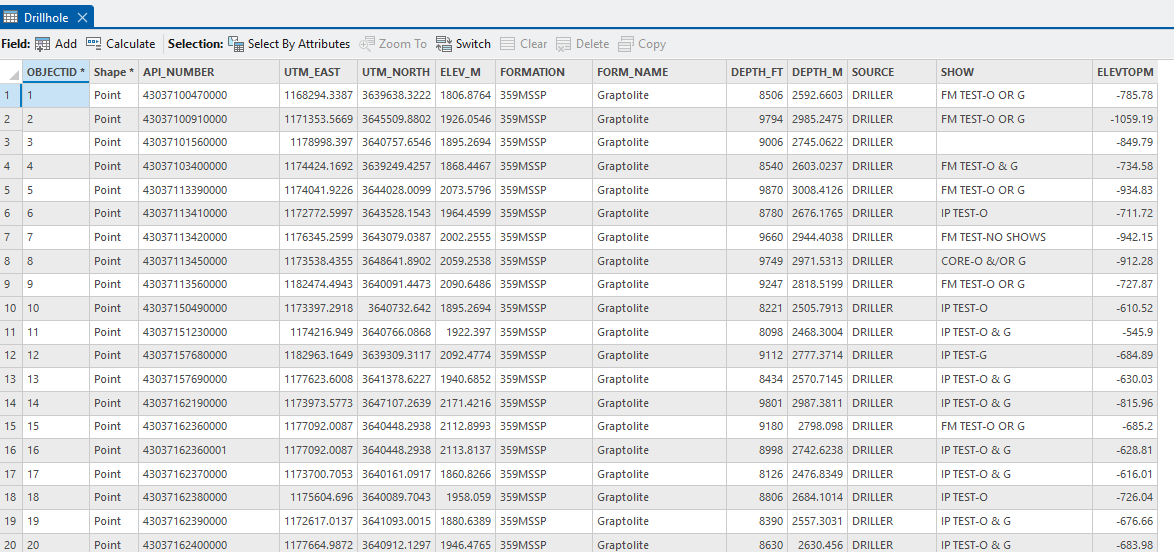 Drillhole
Field: Add Calculate Selection: Select By Attributes Zoom To Switch Clear Delete Copy
OBJECTID * Shape * API_NUMBER UTM_EAST UTM_NORTH ELEV_M FORMATION FORM_NAME DEPTH_FT DEPTH_M SOURCE SHOW ELEVTOPM
1 1 Point 43037100470000 1168294.3387 3639638.3222 1806.8764 359MSSP Graptolite 8506 2592.6603 DRILLER FM TEST-O OR G -785.78
2 2 Point 43037100910000 1171353.5669 3645509.8802 1926.0546 359MSSP Graptolite 9794 2985.2475 DRILLER FM TEST-O OR G -1059.19
3 3 Point 43037101560000 1178998.397 3640757.6546 1895.2694 359MSSP Graptolite 9006 2745.0622 DRILLER -849.79
4 4 Point 43037103400000 1174424.1692 3639249.4257 1868.4467 359MSSP Graptolite 8540 2603.0237 DRILLER FM TEST-O & G -734.58
5 5 Point 43037113390000 1174041.9226 3644028.0099 2073.5796 359MSSP Graptolite 9870 3008.4126 DRILLER FM TEST-O OR G -934.83
6 6 Point 43037113410000 1172772.5997 3643528.1543 1964.4599 359MSSP Graptolite 8780 2676.1765 DRILLER IP TEST-O -711.72
7 7 Point 43037113420000 1176345.2599 3643079.0387 2002.2555 359MSSP Graptolite 9660 2944.4038 DRILLER FM TEST-NO SHOWS -942.15
8 8 Point 43037113450000 1173538.4355 3648641.8902 2059.2538 359MSSP Graptolite 9749 2971.5313 DRILLER CORE-O &/OR G -912.28
9 9 Point 43037113560000 1182474.4943 3640091.4473 2090.6486 359MSSP Graptolite 9247 2818.5199 DRILLER FM TEST-O OR G -727.87
10 10 Point 43037150490000 1173397.2918 3640732.642 1895.2694 359MSSP Graptolite 8221 2505.7913 DRILLER IP TEST-O -610.52
11 11 Point 43037151230000 1174216.949 3640766.0868 1922.397 359MSSP Graptolite 8098 2468.3004 DRILLER IP TEST-O & G -545.9
12 12 Point 43037157680000 1182963.1649 3639309.3117 2092.4774 359MSSP Graptolite 9112 2777.3714 DRILLER IP TEST-G -684.89
13 13 Point 43037157690000 1177623.6008 3641378.6227 1940.6852 359MSSP Graptolite 8434 2570.7145 DRILLER IP TEST-O & G -630.03
14 14 Point 43037162190000 1173973.5773 3647107.2639 2171.4216 359MSSP Graptolite 9801 2987.3811 DRILLER IP TEST-O & G -815.96
15 15 Point 43037162360000 1177092.0087 3640448.2938 2112.8993 359MSSP Graptolite 9180 2798.098 DRILLER FM TEST-O OR G -685.2
16 16 Point 43037162360001 1177092.0087 3640448.2938 2113.8137 359MSSP Graptolite 8998 2742.6238 DRILLER IP TEST-O & G -628.81
17 17 Point 43037162370000 1173700.7053 3640161.0917 1860.8266 359MSSP Graptolite 8126 2476.8349 DRILLER IP TEST-O & G -616.01
18 18 Point 43037162380000 1175604.696 3640089.7043 1958.059 359MSSP Graptolite 8806 2684.1014 DRILLER IP TEST-O -726.04
19 19 Point 43037162390000 1172617.0137 3641093.0015 1880.6389 359MSSP Graptolite 8390 2557.3031 DRILLER IP TEST-O & G -676.66
20 20 Point 43037162400000 1177664.9872 3640912.1297 1946.4765 359MSSP Graptolite 8630 2630.456 DRILLER IP TEST-O & G -683.98